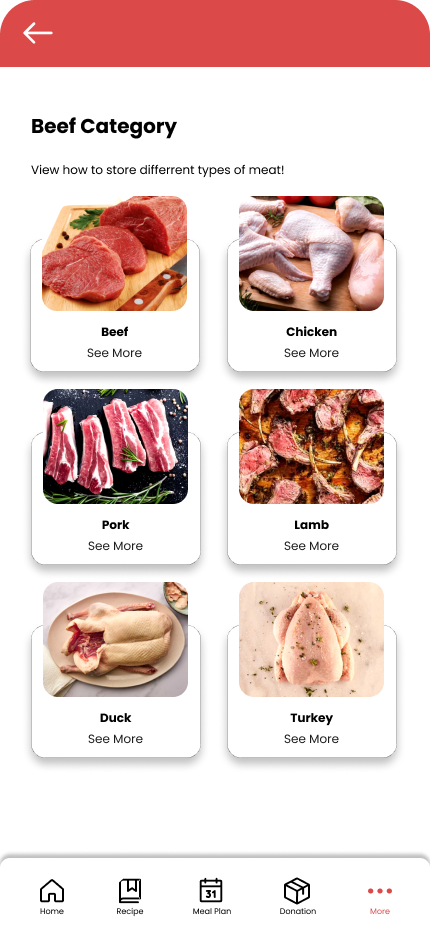 Beef Category
View how to store differrent types of meat!
Beef
Chicken
See More
See More
Pork
Lamb
See More
See More
Duck
Turkey
See More
See More
31
Home
Recipe
Meal Plan
Donation
More